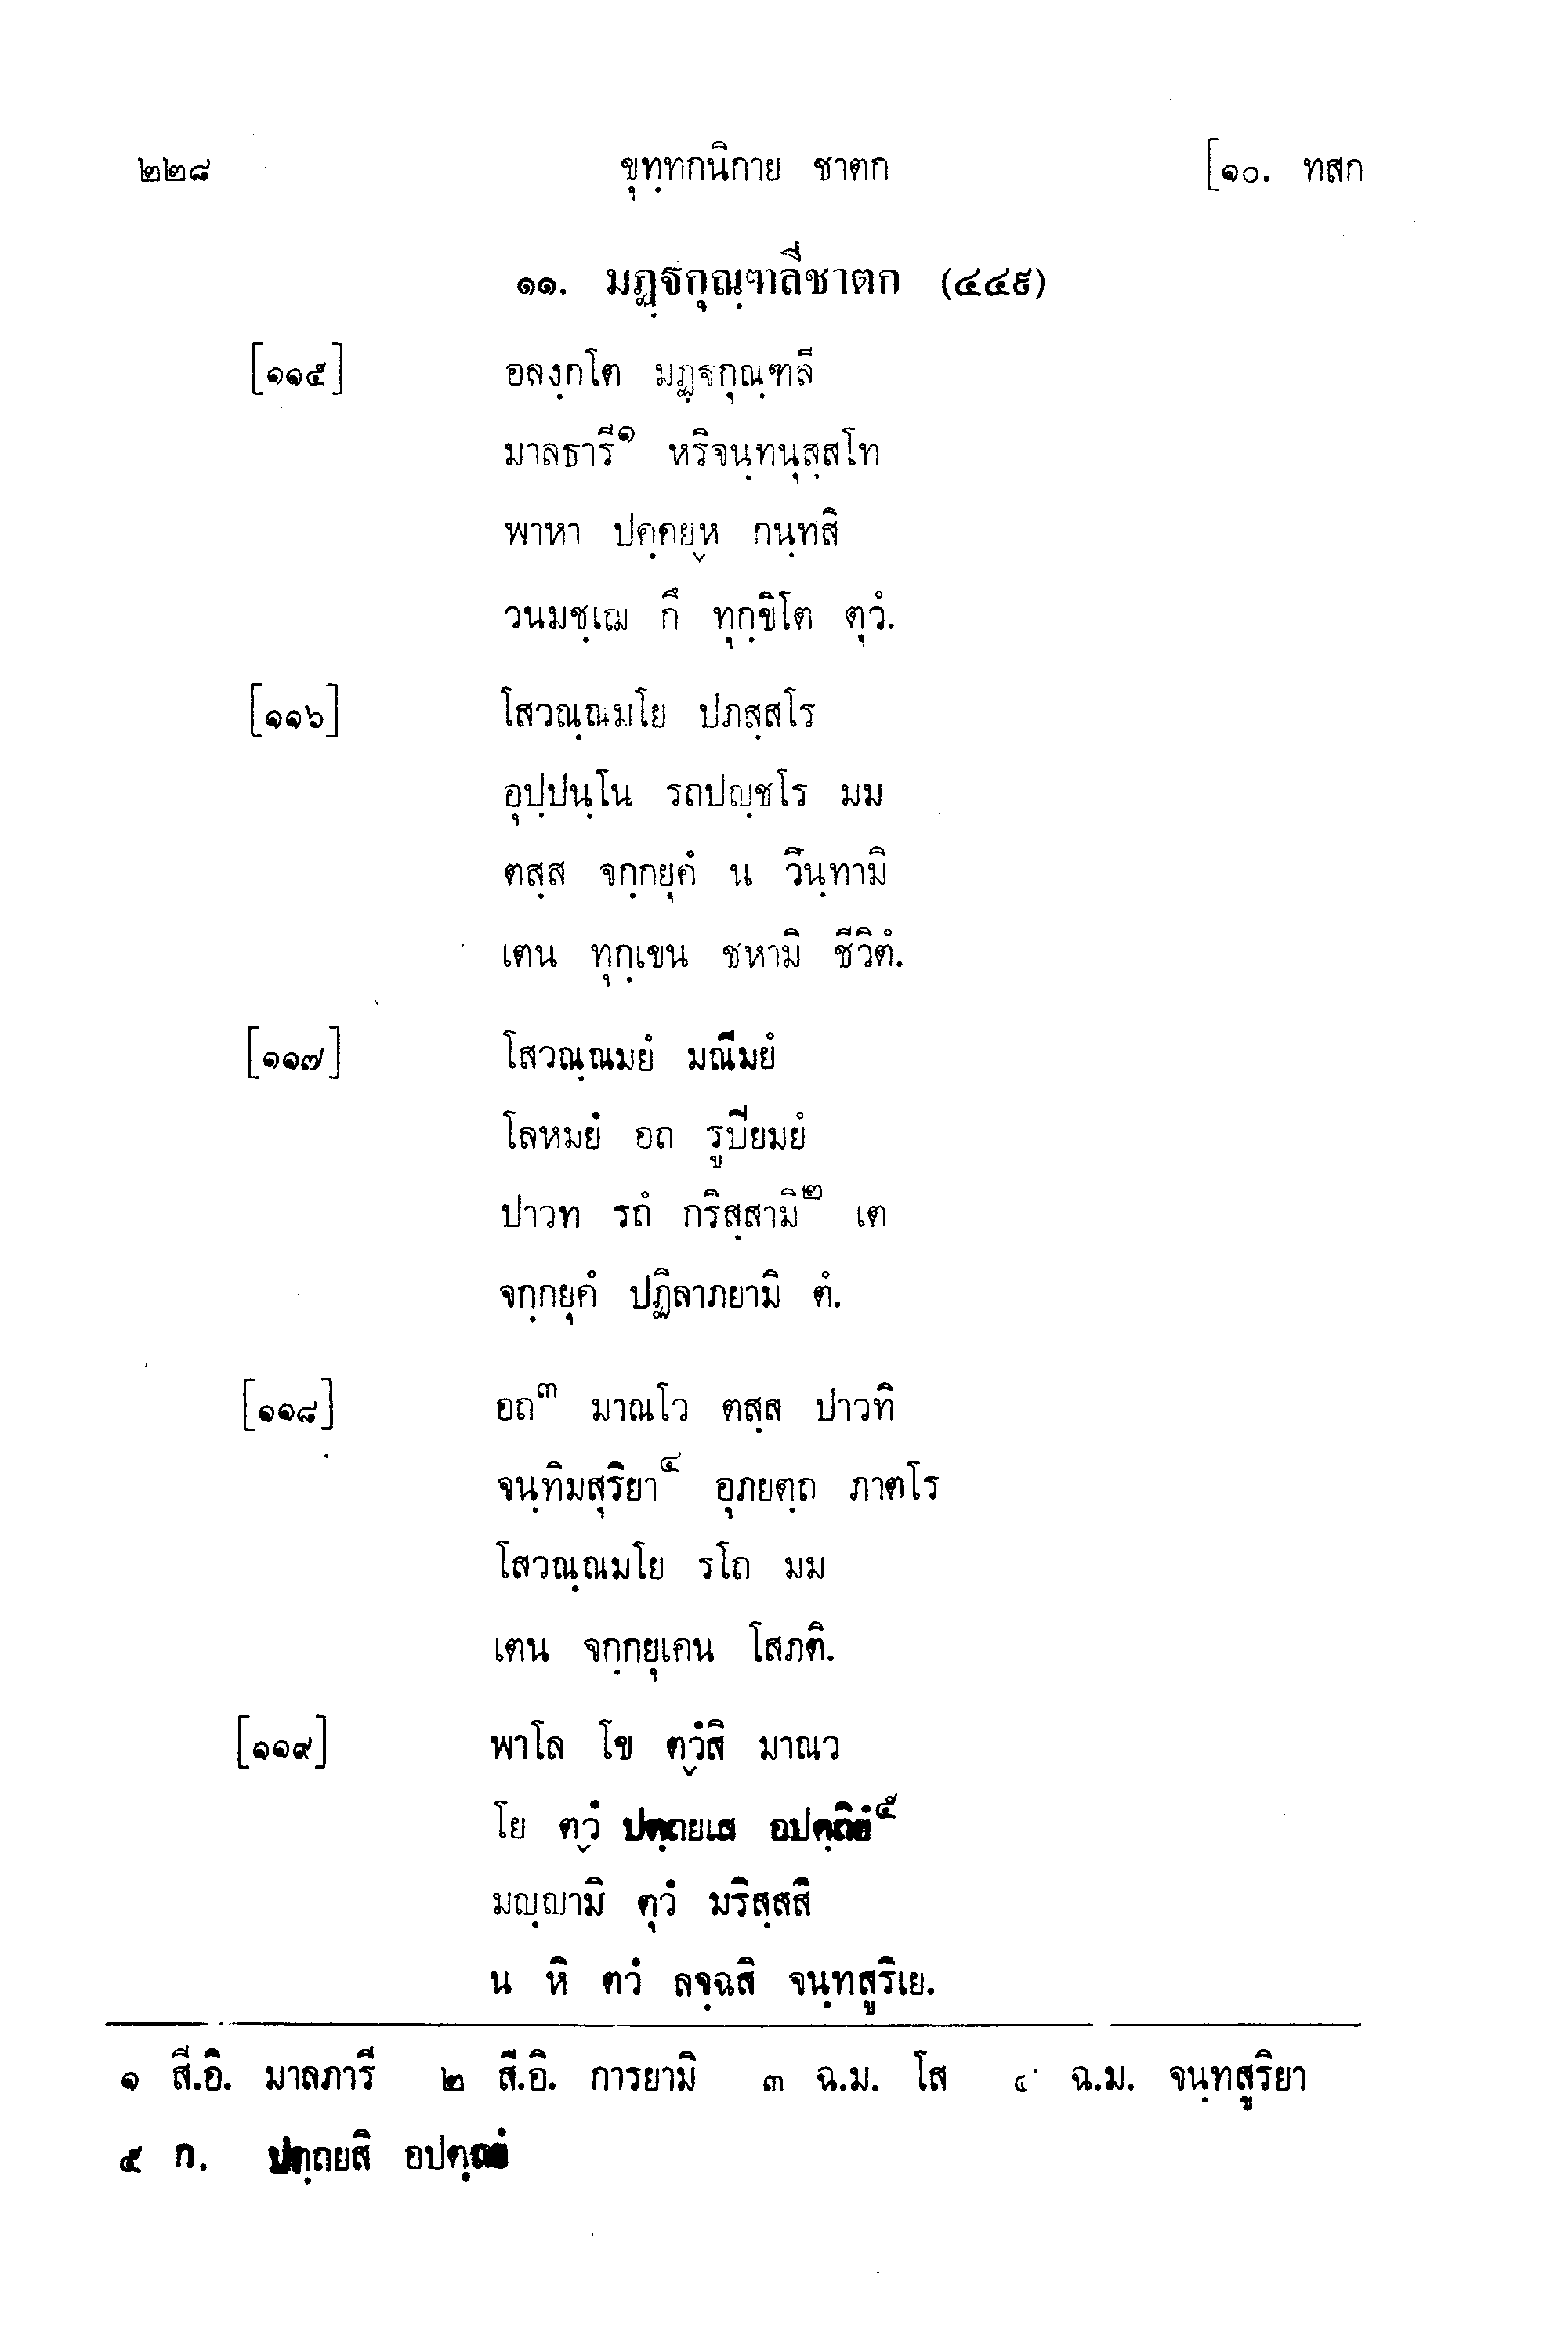 ๒๒๘ ขุทฺทกนิกาย ชาตก [๑๐. ทสก
๑๑. มฏฺฐกุณฺฑลีชาตก (๔๔๙)
[๑๑๕] อลงฺกโต มฏฺฐกุณฺฑลี
มาลธารี๑ หริจนฺทนุสฺสโท
พาหา ปคฺคยฺห กนฺทสิ
วนมชฺเฌ กึ ทุกฺขิโต ตุวํ.
[๑๑๖] โสวณฺณมโย ปภสฺสโร
อุปฺปนฺโน รถปญฺชโร มม
ตสฺส จกฺกยุคํ น วินฺทามิ
เตน ทุกฺเขน ชหามิ ชีวิตํ.
[๑๑๗] โสวณฺณมยํ มณีมยํ
โลหมยํ อถ รูปิยมยํ
ปาวท รถํ กริสฺสามิ๒ เต
จกฺกยุคํ ปฏิลาภยามิ ตํ.
[๑๑๘] อถ๓ มาณโว ตสฺส ปาวทิ
จนฺทิมสุริยา๔ อุภยตฺถ ภาตโร
โสวณฺณมโย รโถ มม
เตน จกฺกยุเคน โสภติ.
[๑๑๙] พาโล โข ตฺวํสิ มาณว
โย ตฺวํ ปตฺถยเส อปตฺถิยํ๕
มญฺญามิ ตุวํ มริสฺสสิ
น หิ ตวํ ลจฺฉสิ จนฺทสูริเย.
๑ สี.อิ. มาลภารี ๒ สี.อิ. การยามิ ๓ ฉ.ม. โส ๔ ฉ.ม. จนฺทสูริยา
๕ ก. ปตฺถยสิ